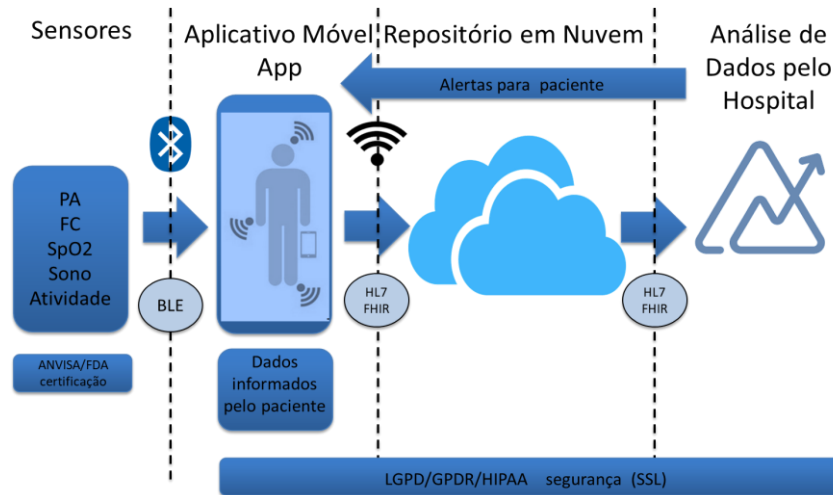 Sensores
Aplicativo Móvel
App
Repositório em Nuvem
Análise de
Dados pelo
Hospital
Alertas para paciente
PA
FC
SpO2
Sono
Atividade
BLE
HL7
FHIR
HL7
FHIR
ANVISA/FDA
certificação
Dados
informados
pelo paciente
LGPD/GPDR/HIPAA segurança (SSL)